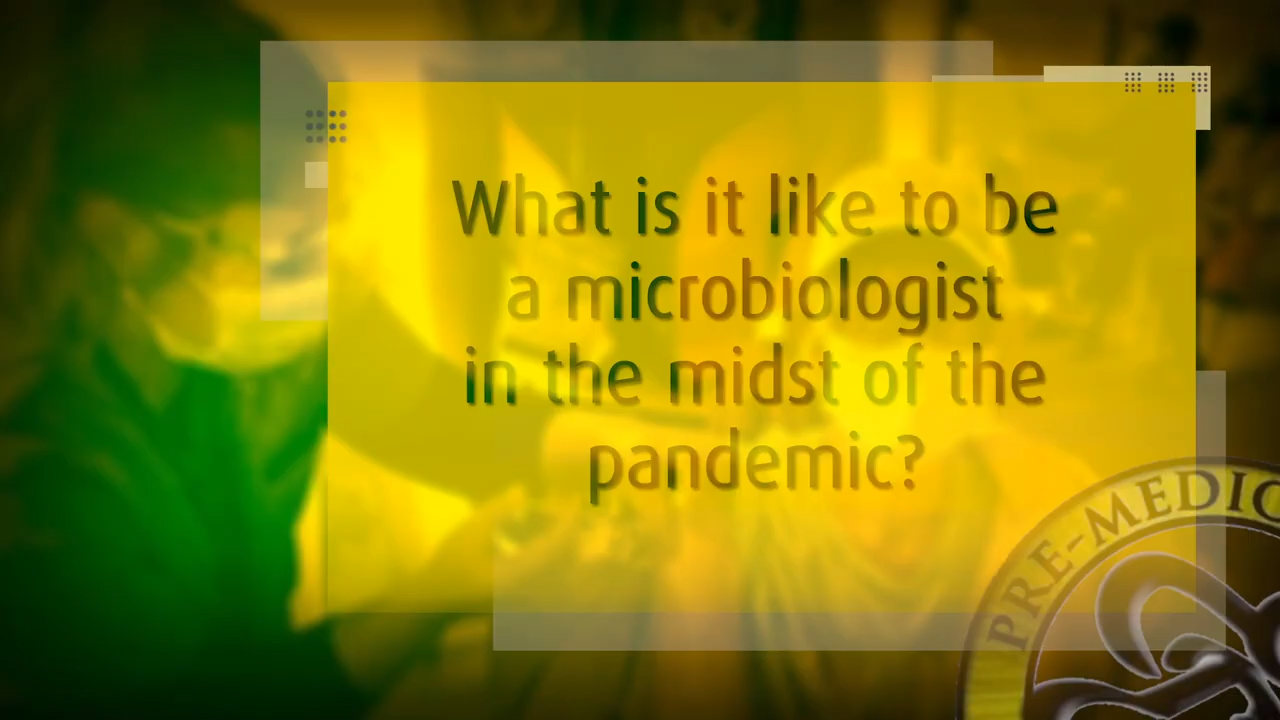 What is it like to be
a microbiologist
in the midst of the
pandemic?
PRE-MEDIC